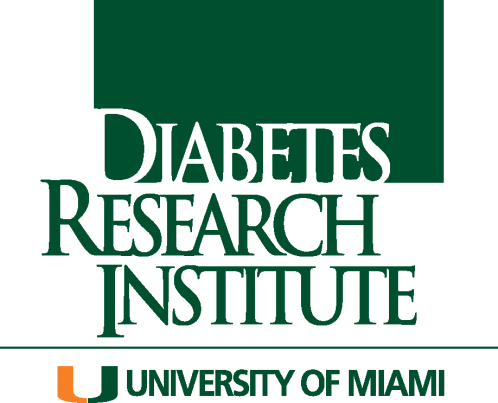 DIABETES
RESEARCH
INSTITUTE
U UNIVERSITY OF MIAMI